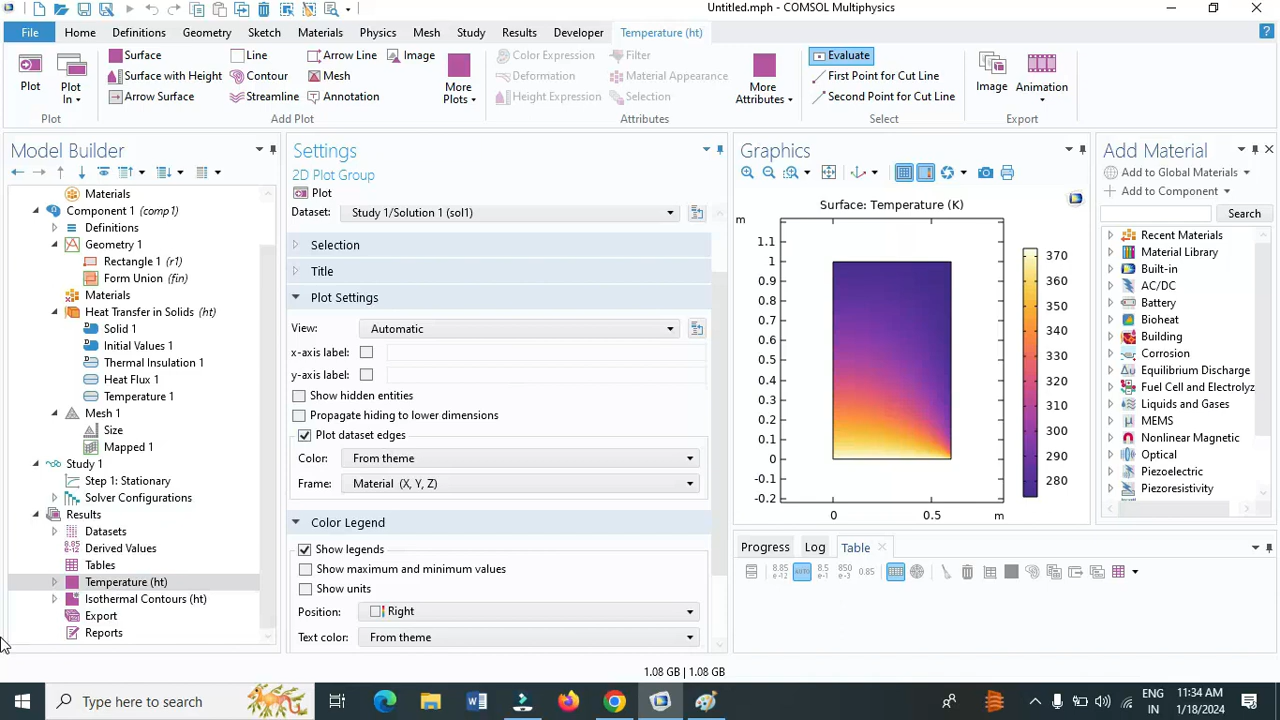 Untitled.mph - COMSOL Multiphysics
File Home Definitions Geometry Sketch Materials Physics Mesh Study Results Developer Temperature (ht)
Plot
Plot In
Plot
Surface
Surface with Height
Arrow Surface
Line
Contour
Streamline
Arrow Line
Mesh
Annotation
Image
More Plots
Add Plot
Color Expression
Deformation
Height Expression
Filter
Material Appearance
Selection
More Attributes
Attributes
Evaluate
First Point for Cut Line
Second Point for Cut Line
Select
Image
Animation
Export
Model Builder
Materials
Component 1 (comp1)
Definitions
Geometry 1
Rectangle 1 (r1)
Form Union (fin)
Materials
Heat Transfer in Solids (ht)
Solid 1
Initial Values 1
Thermal Insulation 1
Heat Flux 1
Temperature 1
Mesh 1
Size
Mapped 1
Study 1
Step 1: Stationary
Solver Configurations
Results
Datasets
8.85
e-12
Derived Values
Tables
Temperature (ht)
Isothermal Contours (ht)
Export
Reports
Settings
2D Plot Group
Plot
Dataset: Study 1/Solution 1 (sol1)
Selection
Title
Plot Settings
View: Automatic
x-axis label:
y-axis label:
Show hidden entities
Propagate hiding to lower dimensions
Plot dataset edges
Color: From theme
Frame: Material (X, Y, Z)
Color Legend
Show legends
Show maximum and minimum values
Show units
Position: Right
Text color: From theme
Graphics
Surface: Temperature (K)
m
1.1
1
0.9
0.8
0.7
0.6
0.5
0.4
0.3
0.2
0.1
0
-0.1
-0.2
0 0.5 m
370
360
350
340
330
320
310
300
290
280
Progress Log Table
8.85
e-12
AUTO
8.5
e-1
850
e-3
0.85
Add Material
Add to Global Materials
Add to Component
Search
Recent Materials
Material Library
Built-in
AC/DC
Battery
Bioheat
Building
Corrosion
Equilibrium Discharge
Fuel Cell and Electrolyz
Liquids and Gases
MEMS
Nonlinear Magnetic
Optical
Piezoelectric
Piezoresistivity
1.08 GB | 1.08 GB
Type here to search
ENG
IN
11:34 AM
1/18/2024